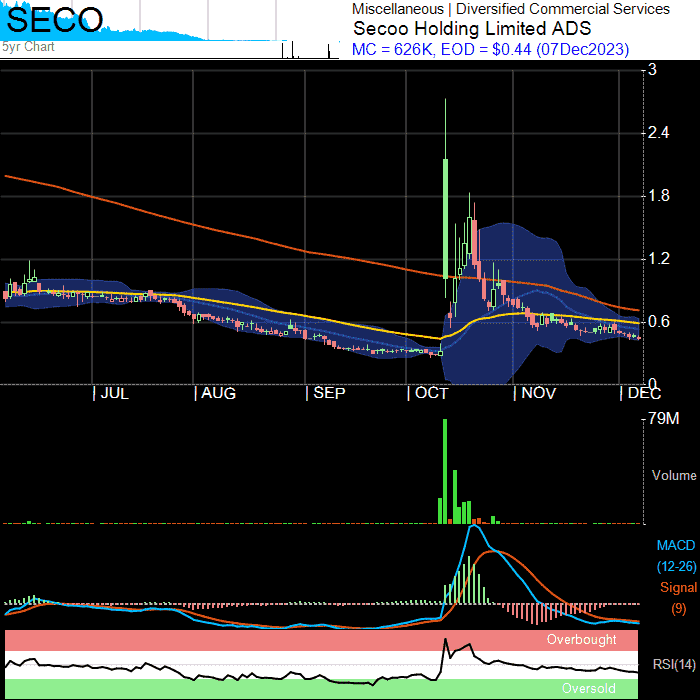 SECO
Miscellaneous | Diversified Commercial Services
Secoo Holding Limited ADS
5yr Chart
MC = 626K, EOD = $0.44 (07Dec2023)
3
2.4
1.8
1.2
0.6
0
JUL AUG SEP OCT NOV DEC
79M
Volume
MACD
(12-26)
Signal
(9)
Overbought
RSI(14)
Oversold